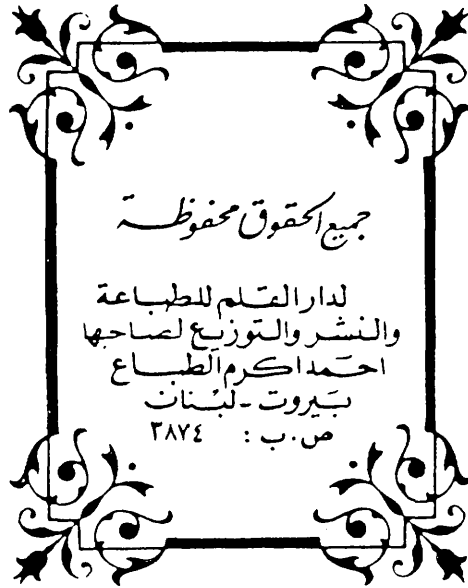 جميع الحقوق محفوظة
لدار القلم للطباعة
والنشر والتوزيع لصاحبها
احمد اكرم الطباع
بيروت - لبنان
ص.ب : ٣٨٧٤